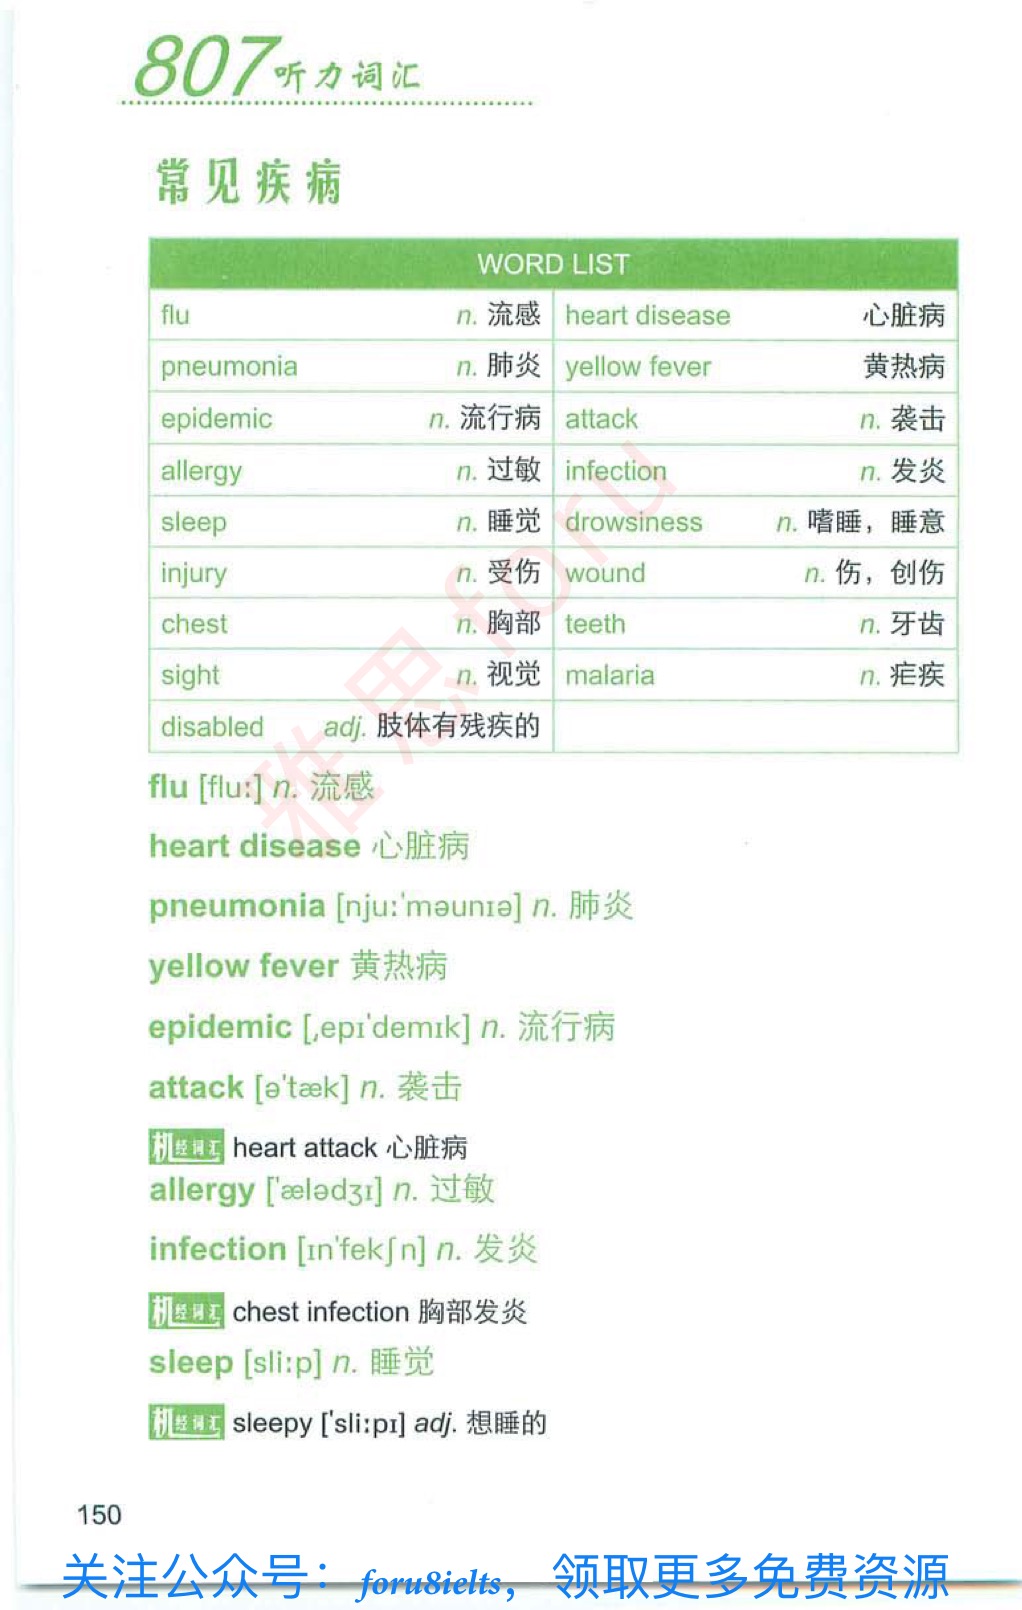 807听力词汇
常见疾病
WORD LIST
flu n. 流感 heart disease 心脏病
pneumonia n. 肺炎 yellow fever 黄热病
epidemic n. 流行病 attack n. 袭击
allergy n. 过敏 infection n. 发炎
sleep n. 睡觉 drowsiness n. 嗜睡，睡意
injury n. 受伤 wound n. 伤，创伤
chest n. 胸部 teeth n. 牙齿
sight n. 视觉 malaria n. 疟疾
disabled adj. 肢体有残疾的
雅思foru
flu [flu:] n. 流感
heart disease 心脏病
pneumonia [nju:'məunɪə] n. 肺炎
yellow fever 黄热病
epidemic [,epɪ'demɪk] n. 流行病
attack [ə'tæk] n. 袭击
机经词汇 heart attack 心脏病
allergy ['ælədʒɪ] n. 过敏
infection [ɪn'fekʃn] n. 发炎
机经词汇 chest infection 胸部发炎
sleep [sli:p] n. 睡觉
机经词汇 sleepy ['sli:pɪ] adj. 想睡的
150
关注公众号：foru8ielts，领取更多免费资源